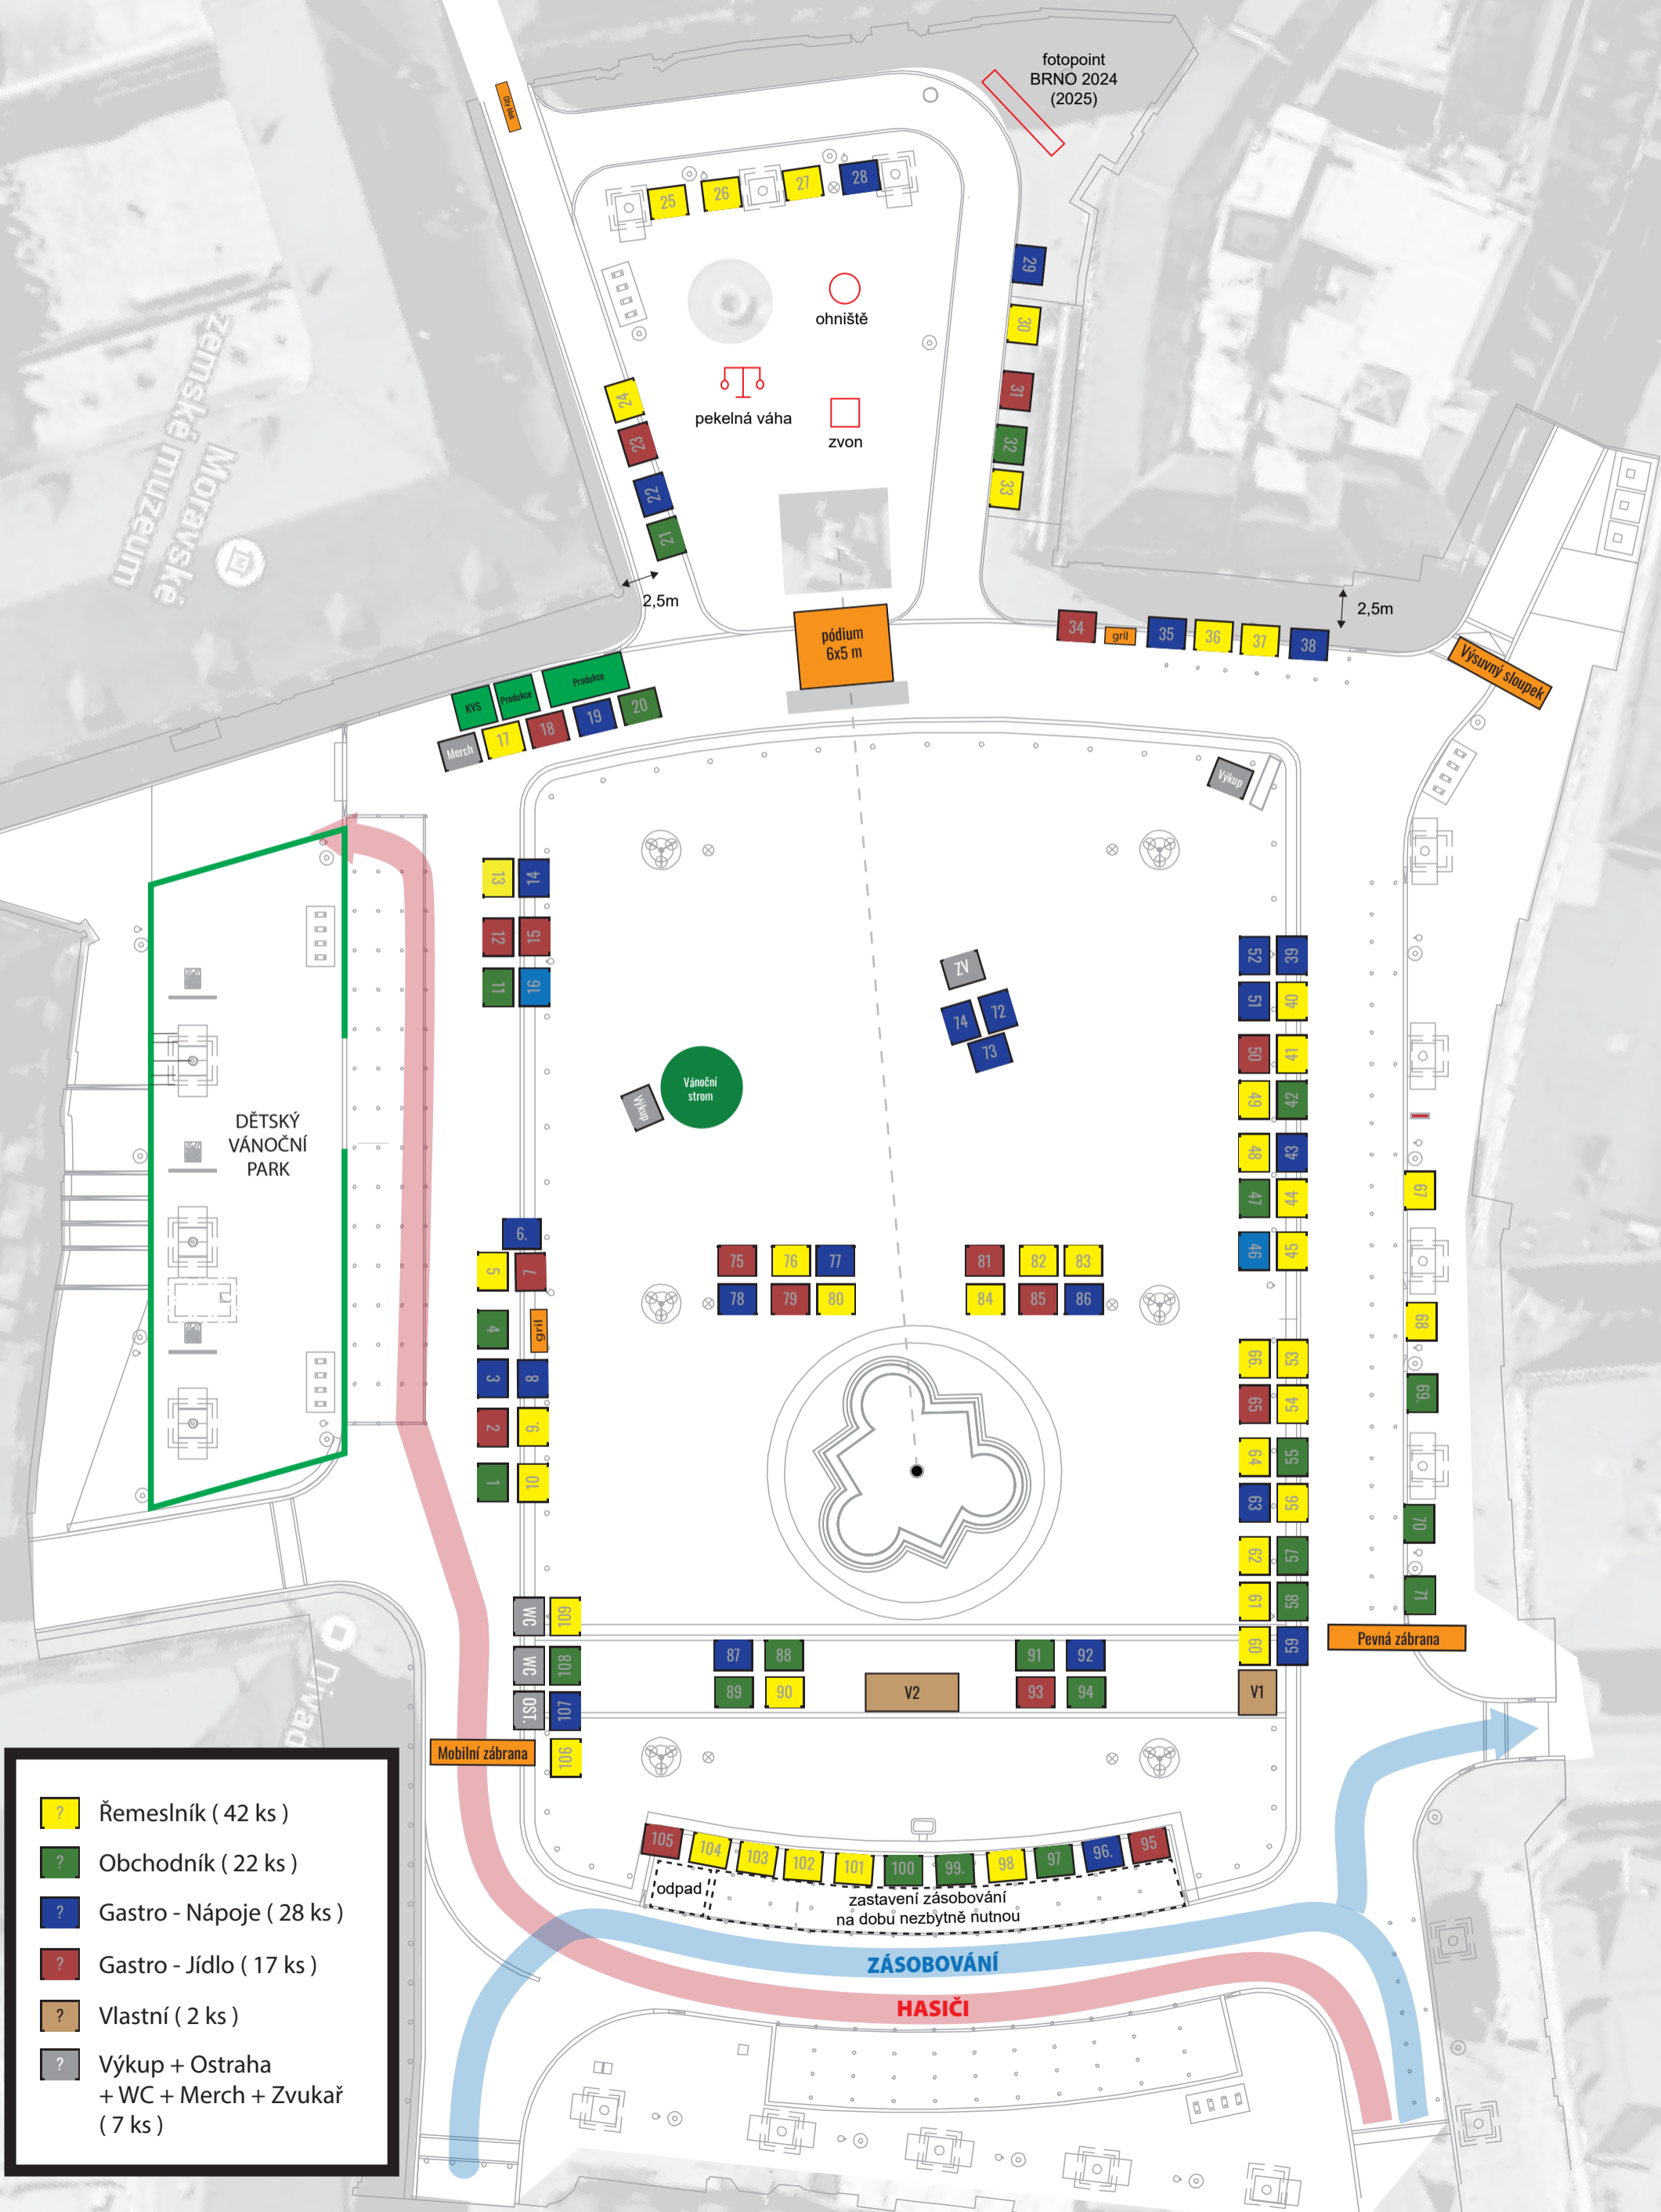 City blok
fotopoint
BRNO 2024
(2025)
25
26
27
28
29
30
31
32
33
ohniště
pekelná váha
zvon
24
23
22
21
2,5m
Moravské
zemské muzeum
pódium
6x5 m
34
gril
35
36
37
38
2,5m
Výsuvný sloupek
KVS
Produkce
Produkce
Merch
17
18
19
20
Výkup
13
14
12
15
11
16
ZV
74
72
73
Vánoční
strom
Výkup
DĚTSKÝ
VÁNOČNÍ
PARK
52
39
51
40
50
41
49
42
48
43
47
44
46
45
67
68
69.
70
71
6.
5
7
4
gril
3
8
2
9.
1
10
75
76
77
78
79
80
81
82
83
84
85
86
66.
53
65
54
64
55
63
56
62
57
61
58
60
59
Pevná zábrana
V1
WC
109
WC
108
OST.
107
Mobilní zábrana
106
87
88
89
90
V2
91
92
93
94
105
104
103
102
101
100
99.
98
97
96.
95
odpad
zastavení zásobování
na dobu nezbytně nutnou
ZÁSOBOVÁNÍ
HASIČI
? Řemeslník ( 42 ks )
? Obchodník ( 22 ks )
? Gastro - Nápoje ( 28 ks )
? Gastro - Jídlo ( 17 ks )
? Vlastní ( 2 ks )
? Výkup + Ostraha
+ WC + Merch + Zvukař
( 7 ks )